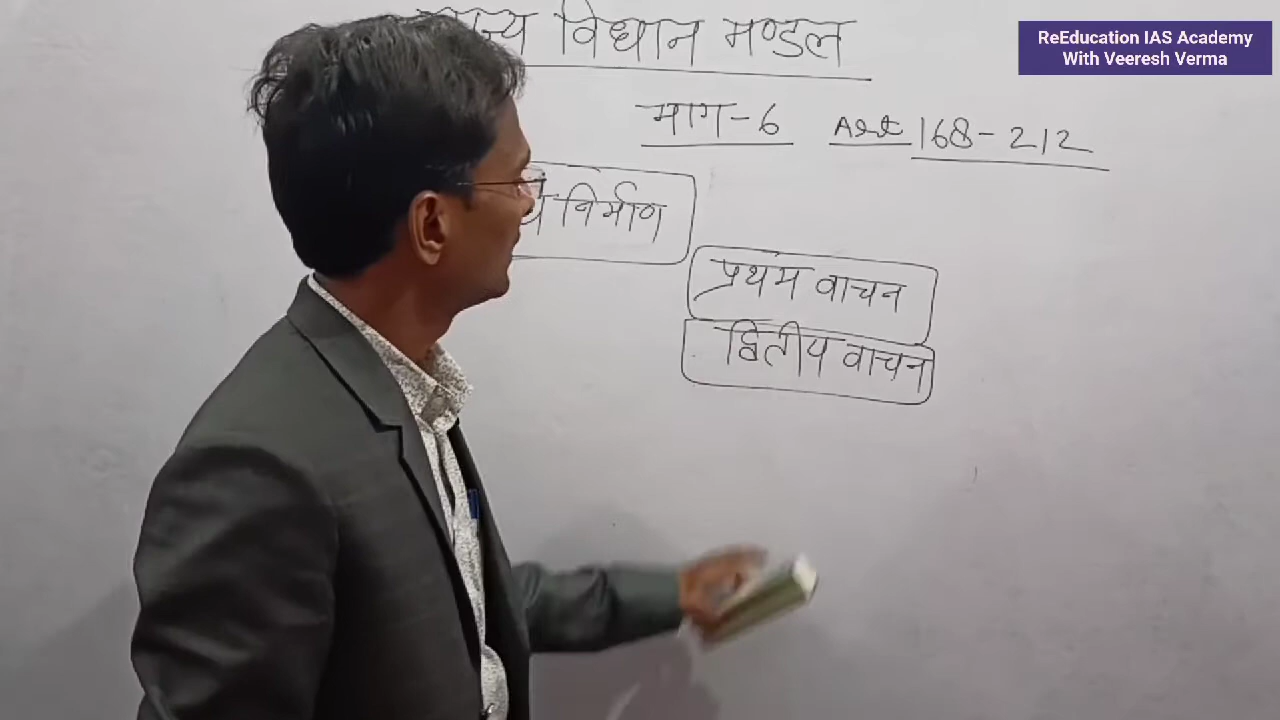 विधान मण्डल
भाग-6 Art 168-212
निर्माण
प्रथम वाचन
द्वितीय वाचन
ReEducation IAS Academy
With Veeresh Verma